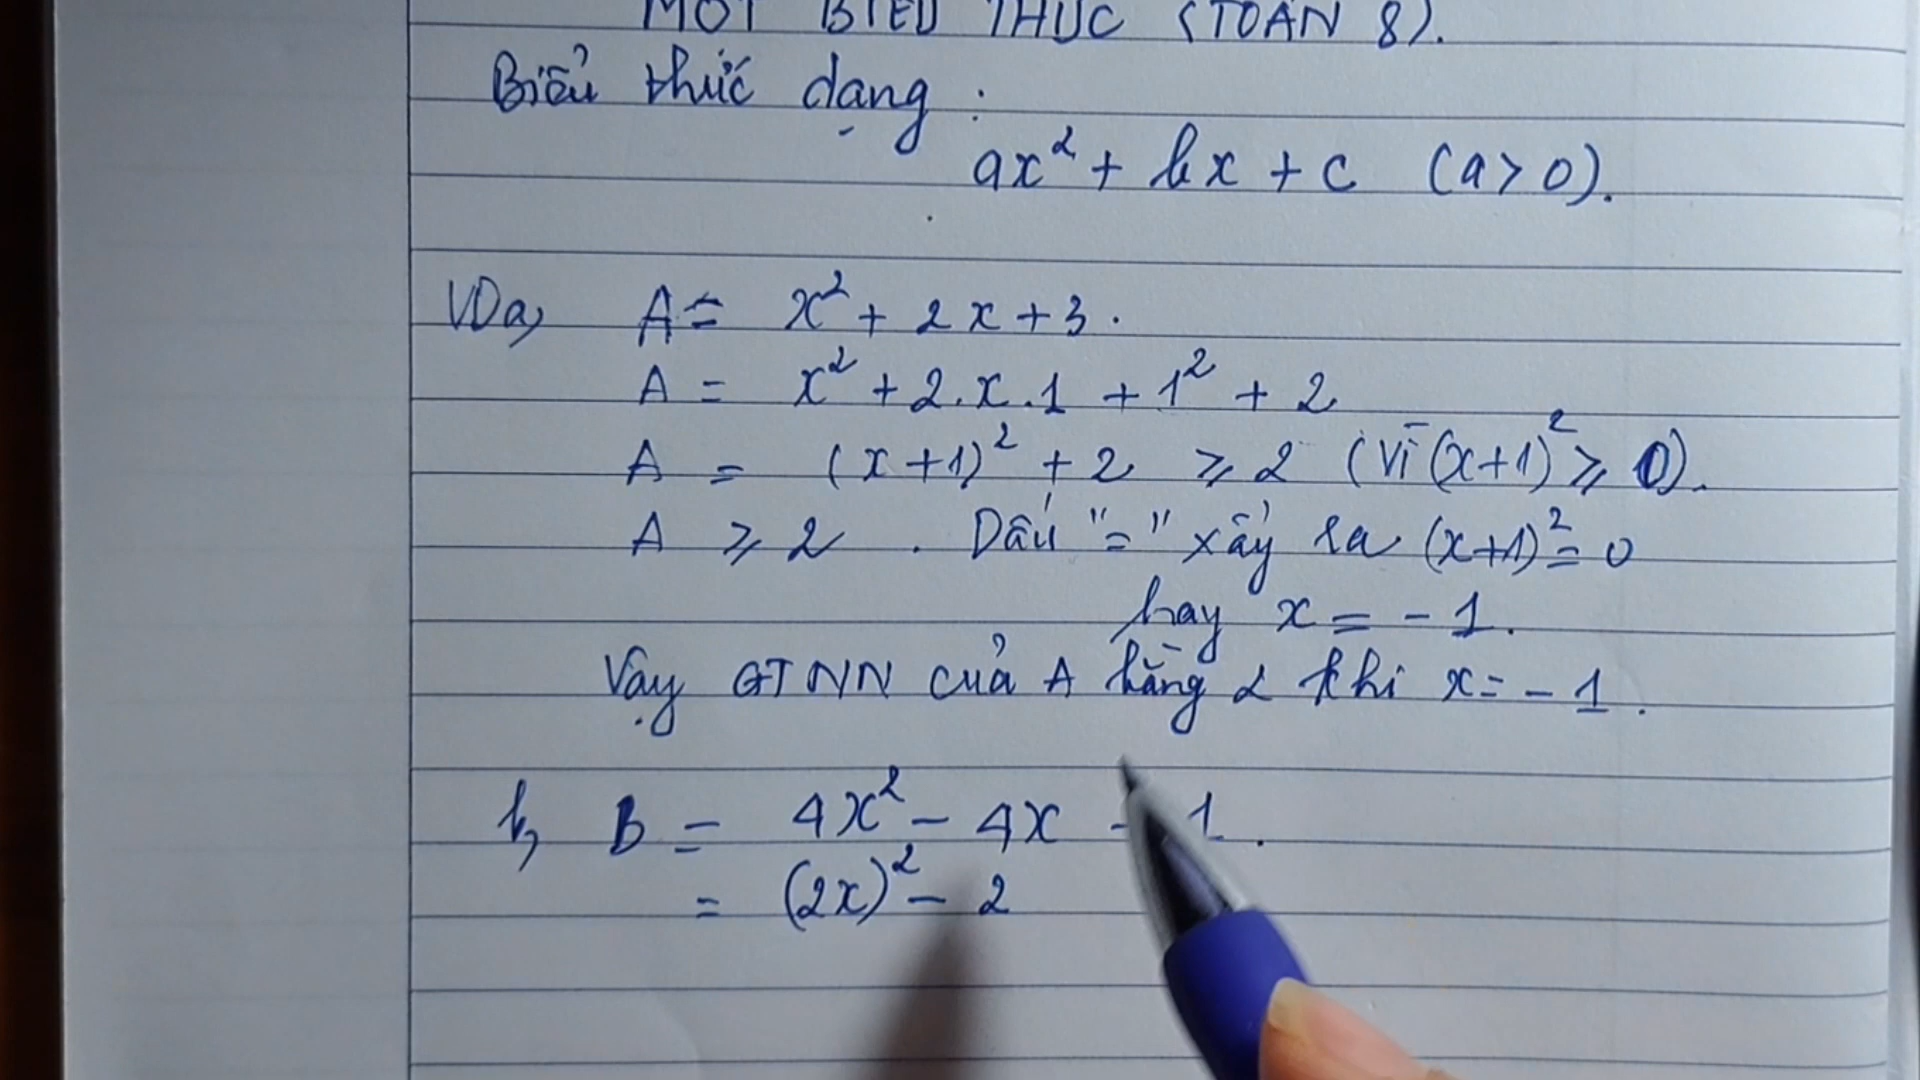 MỘT BIỂU THỨC (TOÁN 8).
Biểu thức dạng :
ax² + bx + c (a > 0).
VDa, A = x² + 2x + 3.
A = x² + 2.x.1 + 1² + 2
A = (x+1)² + 2 ⩾ 2 (Vì (x+1)² ⩾ 0).
A ⩾ 2 . Dấu "=" xảy ra (x+1)² = 0
hay x = -1.
Vậy GTNN của A bằng 2 khi x = -1.
b, B = 4x² - 4x - 1.
= (2x)² - 2